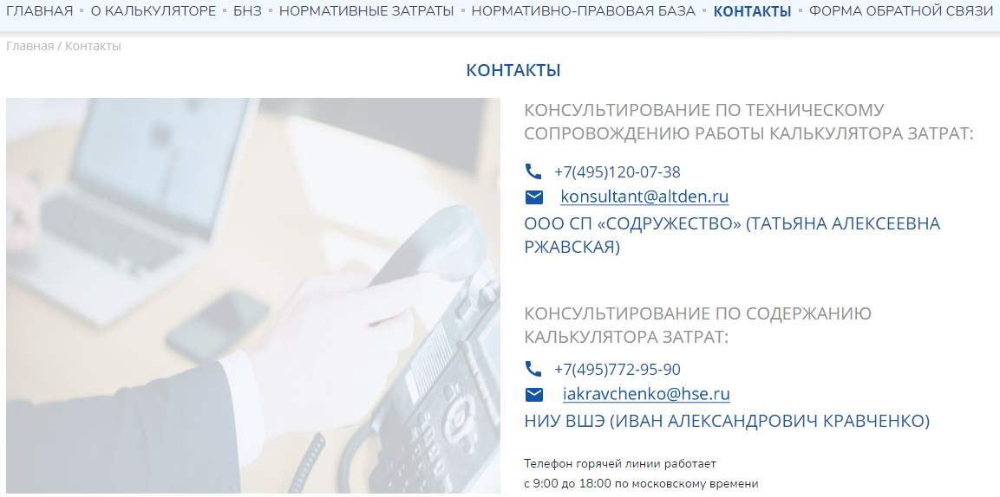 ГЛАВНАЯ О КАЛЬКУЛЯТОРЕ БНЗ НОРМАТИВНЫЕ ЗАТРАТЫ НОРМАТИВНО-ПРАВОВАЯ БАЗА КОНТАКТЫ ФОРМА ОБРАТНОЙ СВЯЗИ
Главная / Контакты
КОНТАКТЫ
КОНСУЛЬТИРОВАНИЕ ПО ТЕХНИЧЕСКОМУ
СОПРОВОЖДЕНИЮ РАБОТЫ КАЛЬКУЛЯТОРА ЗАТРАТ:
+7(495)120-07-38
konsultant@altden.ru
ООО СП «СОДРУЖЕСТВО» (ТАТЬЯНА АЛЕКСЕЕВНА
РЖАВСКАЯ)
КОНСУЛЬТИРОВАНИЕ ПО СОДЕРЖАНИЮ
КАЛЬКУЛЯТОРА ЗАТРАТ:
+7(495)772-95-90
iakravchenko@hse.ru
НИУ ВШЭ (ИВАН АЛЕКСАНДРОВИЧ КРАВЧЕНКО)
Телефон горячей линии работает
с 9:00 до 18:00 по московскому времени